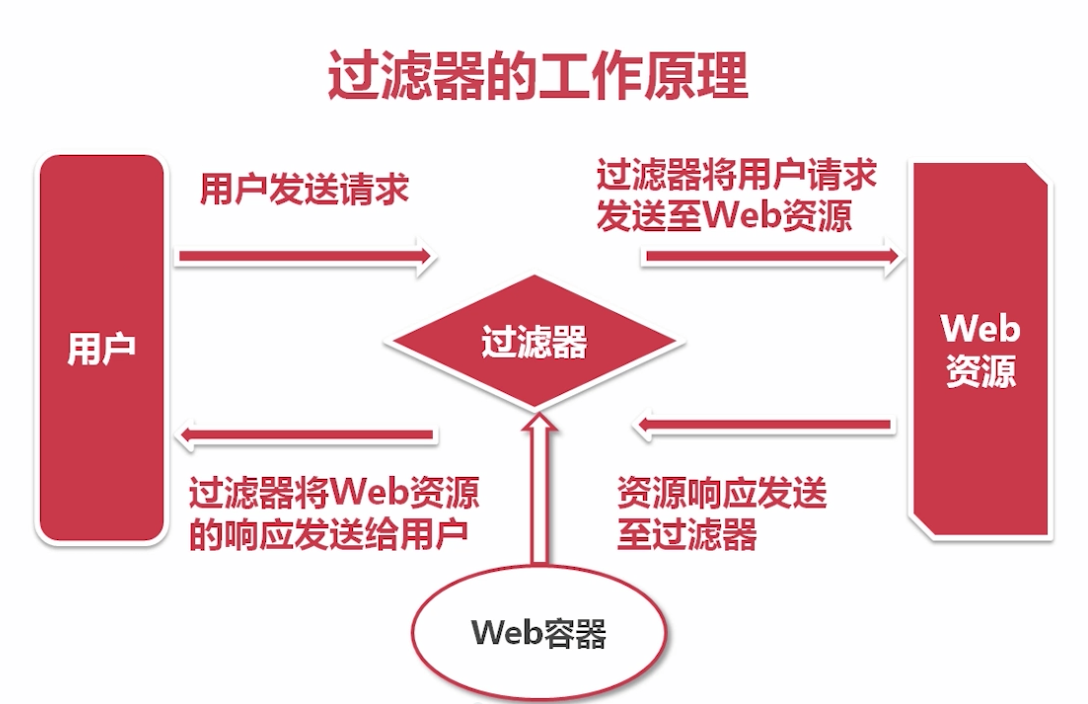 过滤器的工作原理
用户发送请求
过滤器将用户请求
发送至Web资源
用户
过滤器
Web
资源
过滤器将Web资源
的响应发送给用户
资源响应发送
至过滤器
Web容器